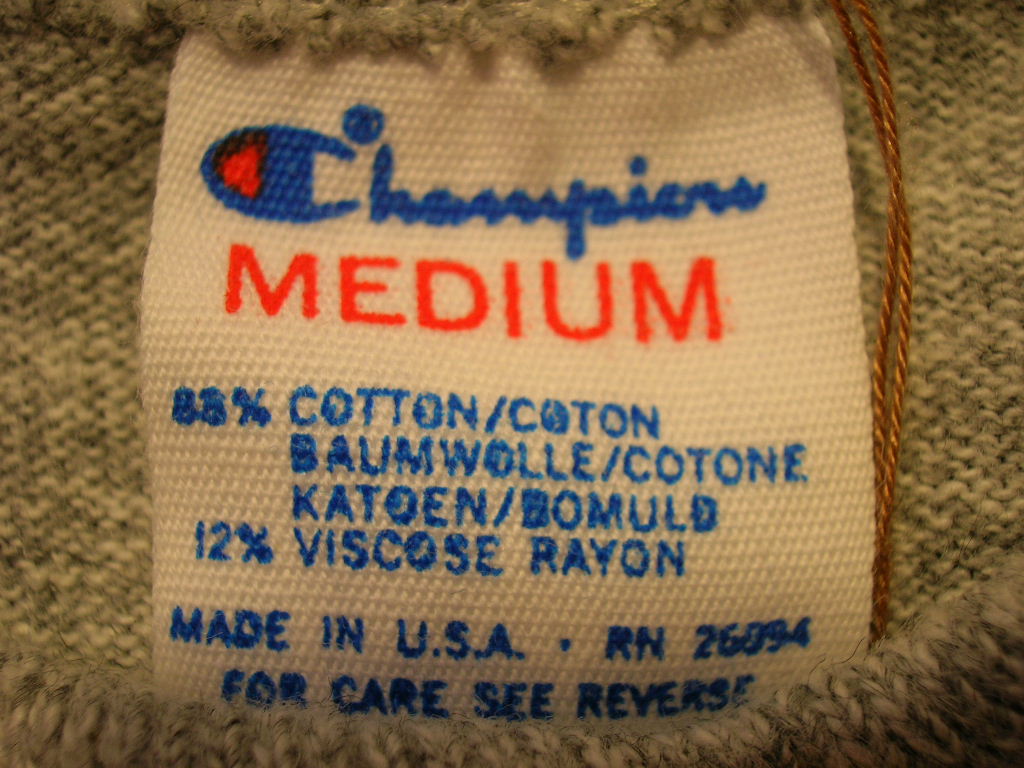 Champion
MEDIUM
88% COTTON/COTON
BAUMWOLLE/COTONE
KATOEN/BOMULD
12% VISCOSE RAYON
MADE IN U.S.A. · RN 26094
FOR CARE SEE REVERSE